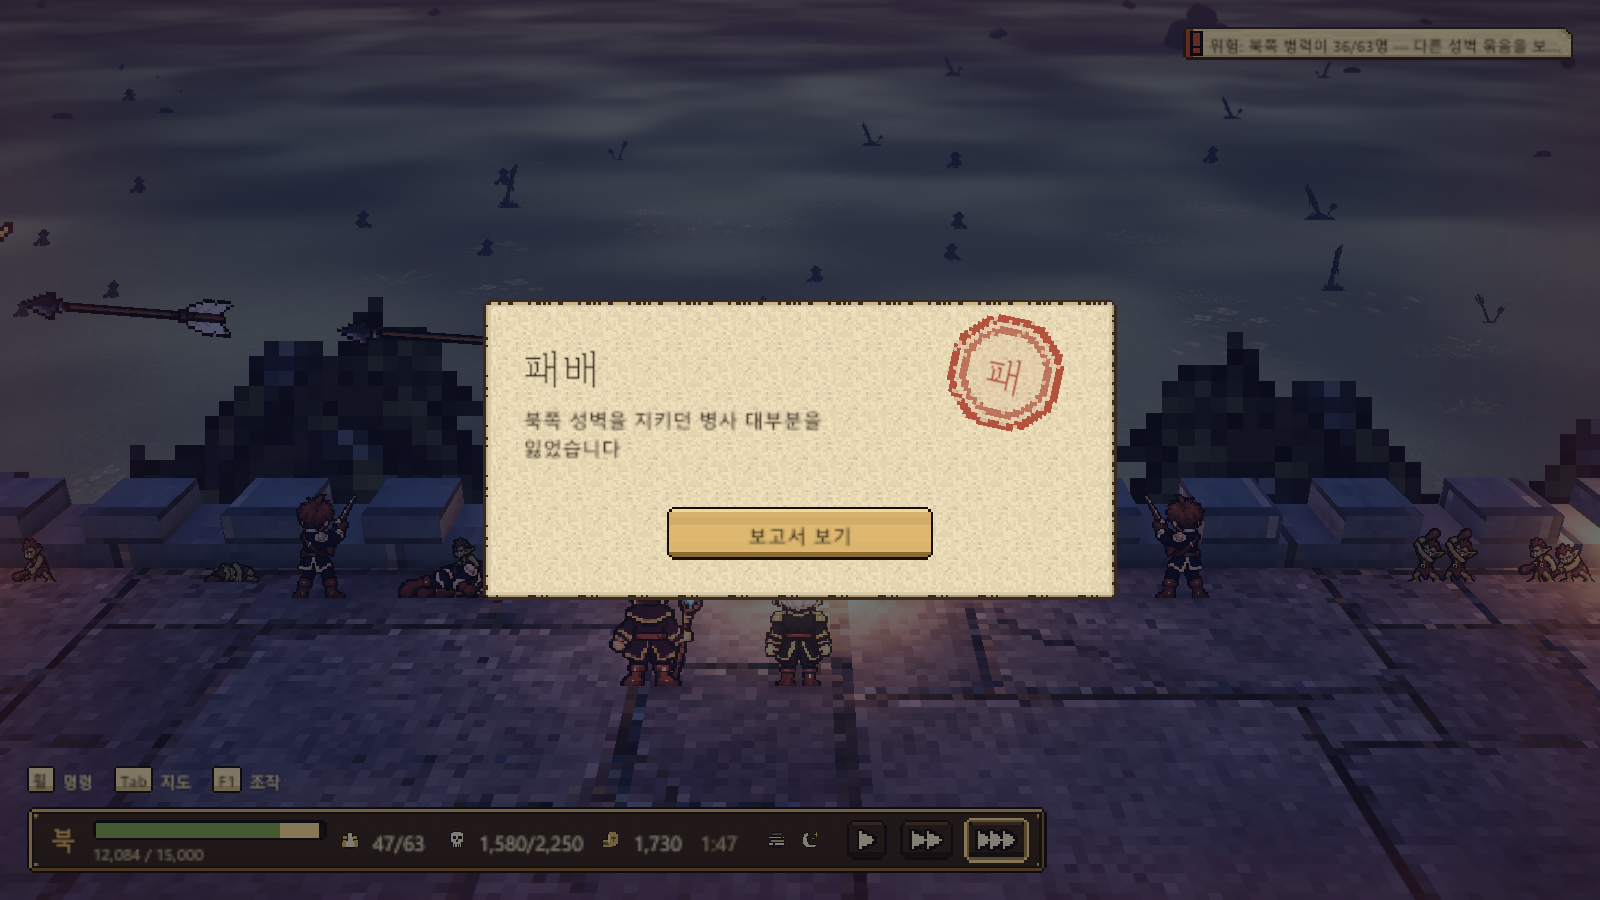 위험: 북쪽 병력이 36/63명 — 다른 성벽 묶음을 보...
패배
패
북쪽 성벽을 지키던 병사 대부분을
잃었습니다
보고서 보기
휠 명령 Tab 지도 F1 조작
북
12,084 / 15,000
47/63 1,580/2,250 1,730 1:47